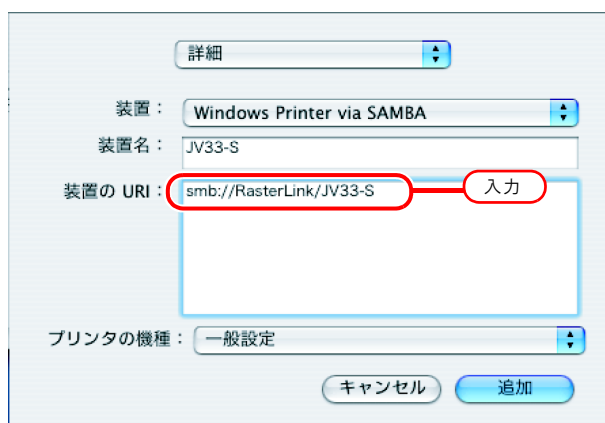 詳細
装置： Windows Printer via SAMBA
装置名： JV33-S
装置の URI： smb://RasterLink/JV33-S 入力
プリンタの機種： 一般設定
キャンセル 追加